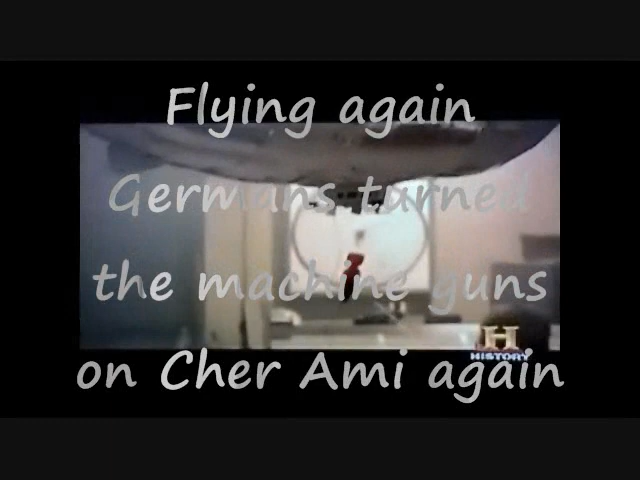 Flying again
Germans turned
the machine guns
on Cher Ami again
H
HISTORY